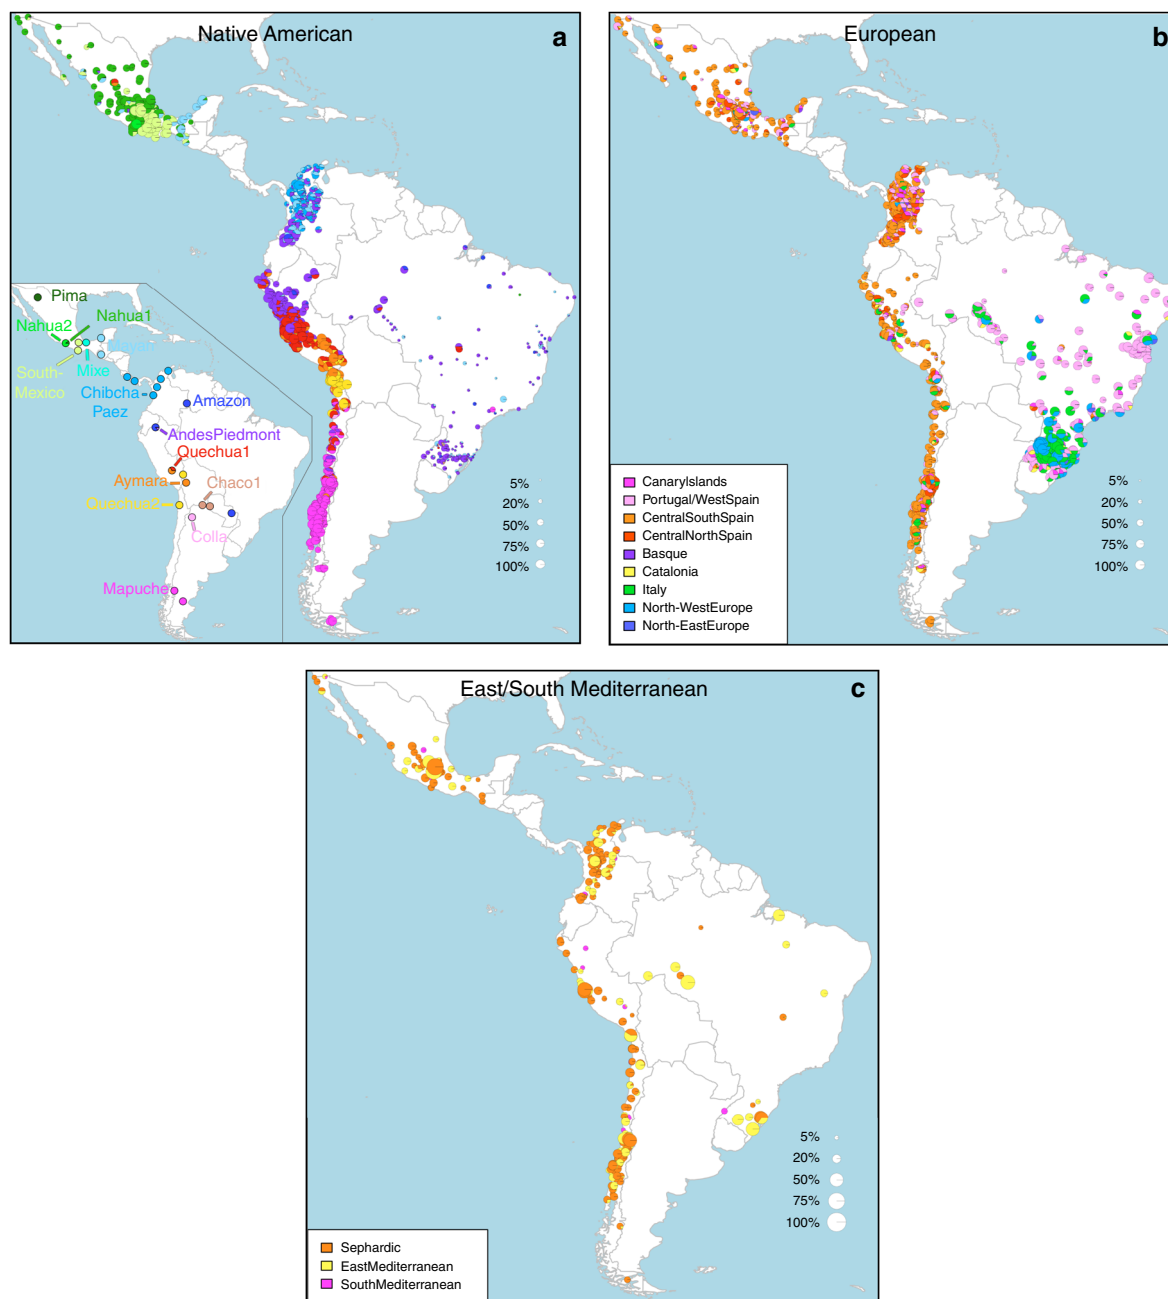 Native American
a
Pima
Nahua1
Nahua2
Mayan
South-
Mexico
Mixe
Chibcha
Paez
Amazon
AndesPiedmont
Quechua1
Aymara
Chaco1
Quechua2
Colla
Mapuche
5%
20%
50%
75%
100%
European
b
CanaryIslands
Portugal/WestSpain
CentralSouthSpain
CentralNorthSpain
Basque
Catalonia
Italy
North-WestEurope
North-EastEurope
5%
20%
50%
75%
100%
East/South Mediterranean
c
5%
20%
50%
75%
100%
Sephardic
EastMediterranean
SouthMediterranean